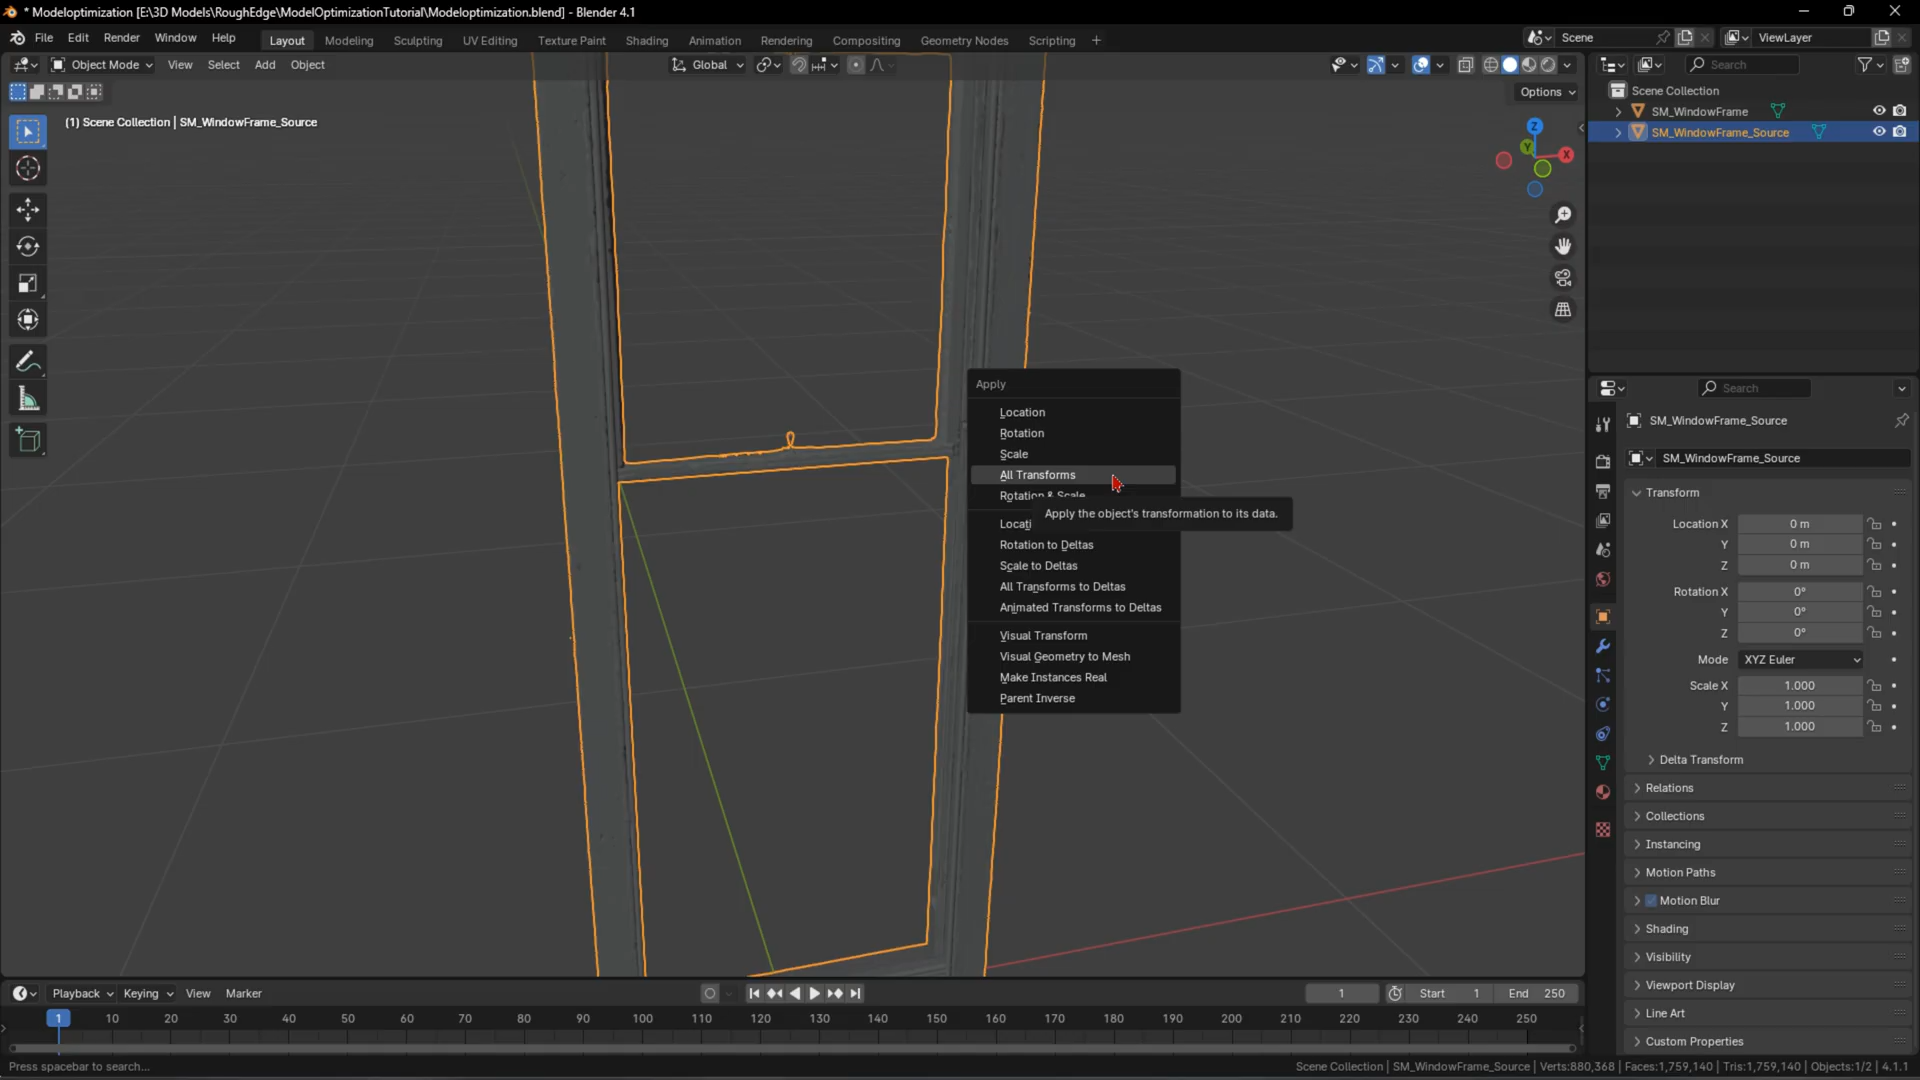 * Modeloptimization [E:\3D Models\RoughEdge\ModelOptimizationTutorial\Modeloptimization.blend] - Blender 4.1
File Edit Render Window Help Layout Modeling Sculpting UV Editing Texture Paint Shading Animation Rendering Compositing Geometry Nodes Scripting + Scene ViewLayer
Object Mode View Select Add Object Global Search
Options
Scene Collection
(1) Scene Collection | SM_WindowFrame_Source
SM_WindowFrame
SM_WindowFrame_Source
Z
Y
X
Apply
Location
Rotation
Scale
All Transforms
Rotation & Scale
Apply the object's transformation to its data.
Locati
Rotation to Deltas
Scale to Deltas
All Transforms to Deltas
Animated Transforms to Deltas
Visual Transform
Visual Geometry to Mesh
Make Instances Real
Parent Inverse
Search
SM_WindowFrame_Source
SM_WindowFrame_Source
Transform
Location X 0 m
Y 0 m
Z 0 m
Rotation X 0°
Y 0°
Z 0°
Mode XYZ Euler
Scale X 1.000
Y 1.000
Z 1.000
Delta Transform
Relations
Collections
Instancing
Motion Paths
Motion Blur
Shading
Visibility
Viewport Display
Line Art
Custom Properties
Playback Keying View Marker 1 Start 1 End 250
1 10 20 30 40 50 60 70 80 90 100 110 120 130 140 150 160 170 180 190 200 210 220 230 240 250
Press spacebar to search...
Scene Collection | SM_WindowFrame_Source | Verts:880,368 | Faces:1,759,140 | Tris:1,759,140 | Objects:1/2 | 4.1.1